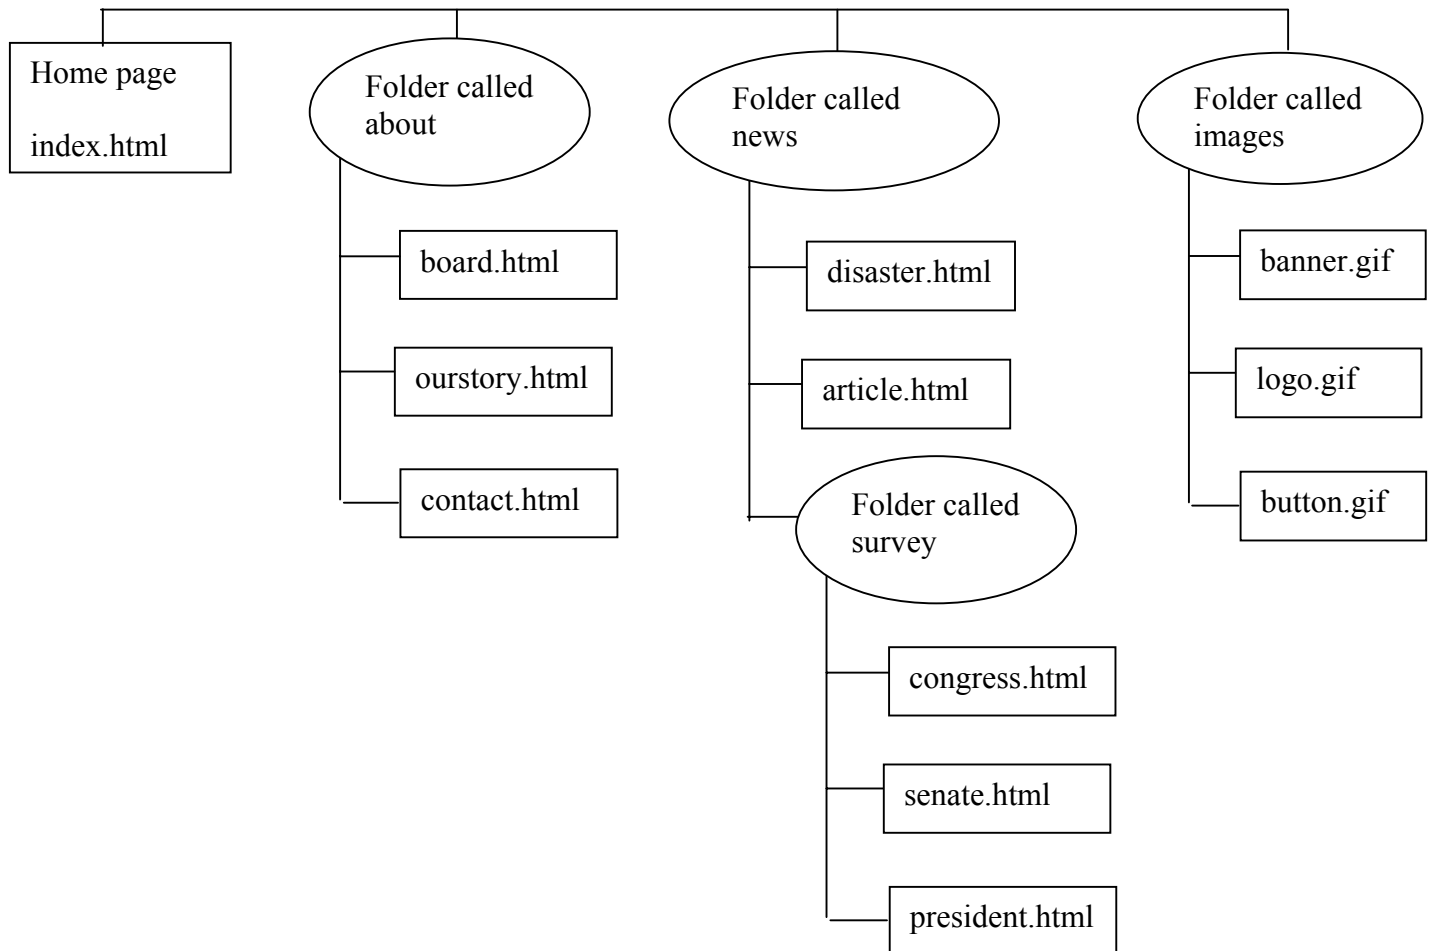 Home page
index.html
Folder called
about
board.html
ourstory.html
contact.html
Folder called
news
disaster.html
article.html
Folder called
survey
congress.html
senate.html
president.html
Folder called
images
banner.gif
logo.gif
button.gif